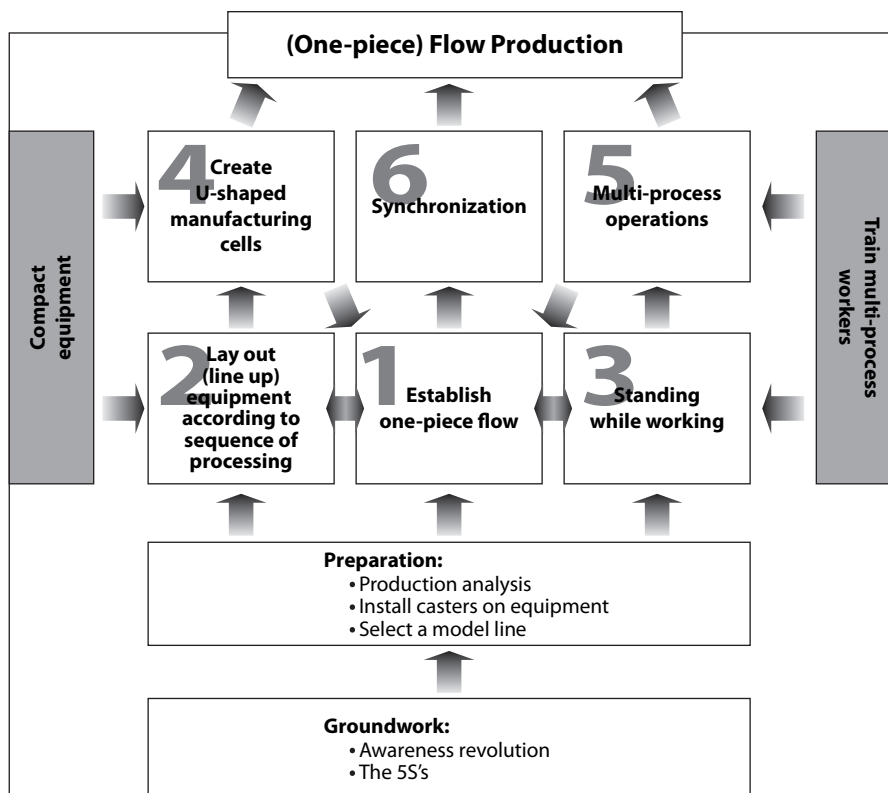 (One-piece) Flow Production
Compact
equipment
4
Create
U-shaped
manufacturing
cells
6
Synchronization
5
Multi-process
operations
Train multi-process
workers
2
Lay out
(line up)
equipment
according to
sequence of
processing
1
Establish
one-piece flow
3
Standing
while working
Preparation:
• Production analysis
• Install casters on equipment
• Select a model line
Groundwork:
• Awareness revolution
• The 5S’s